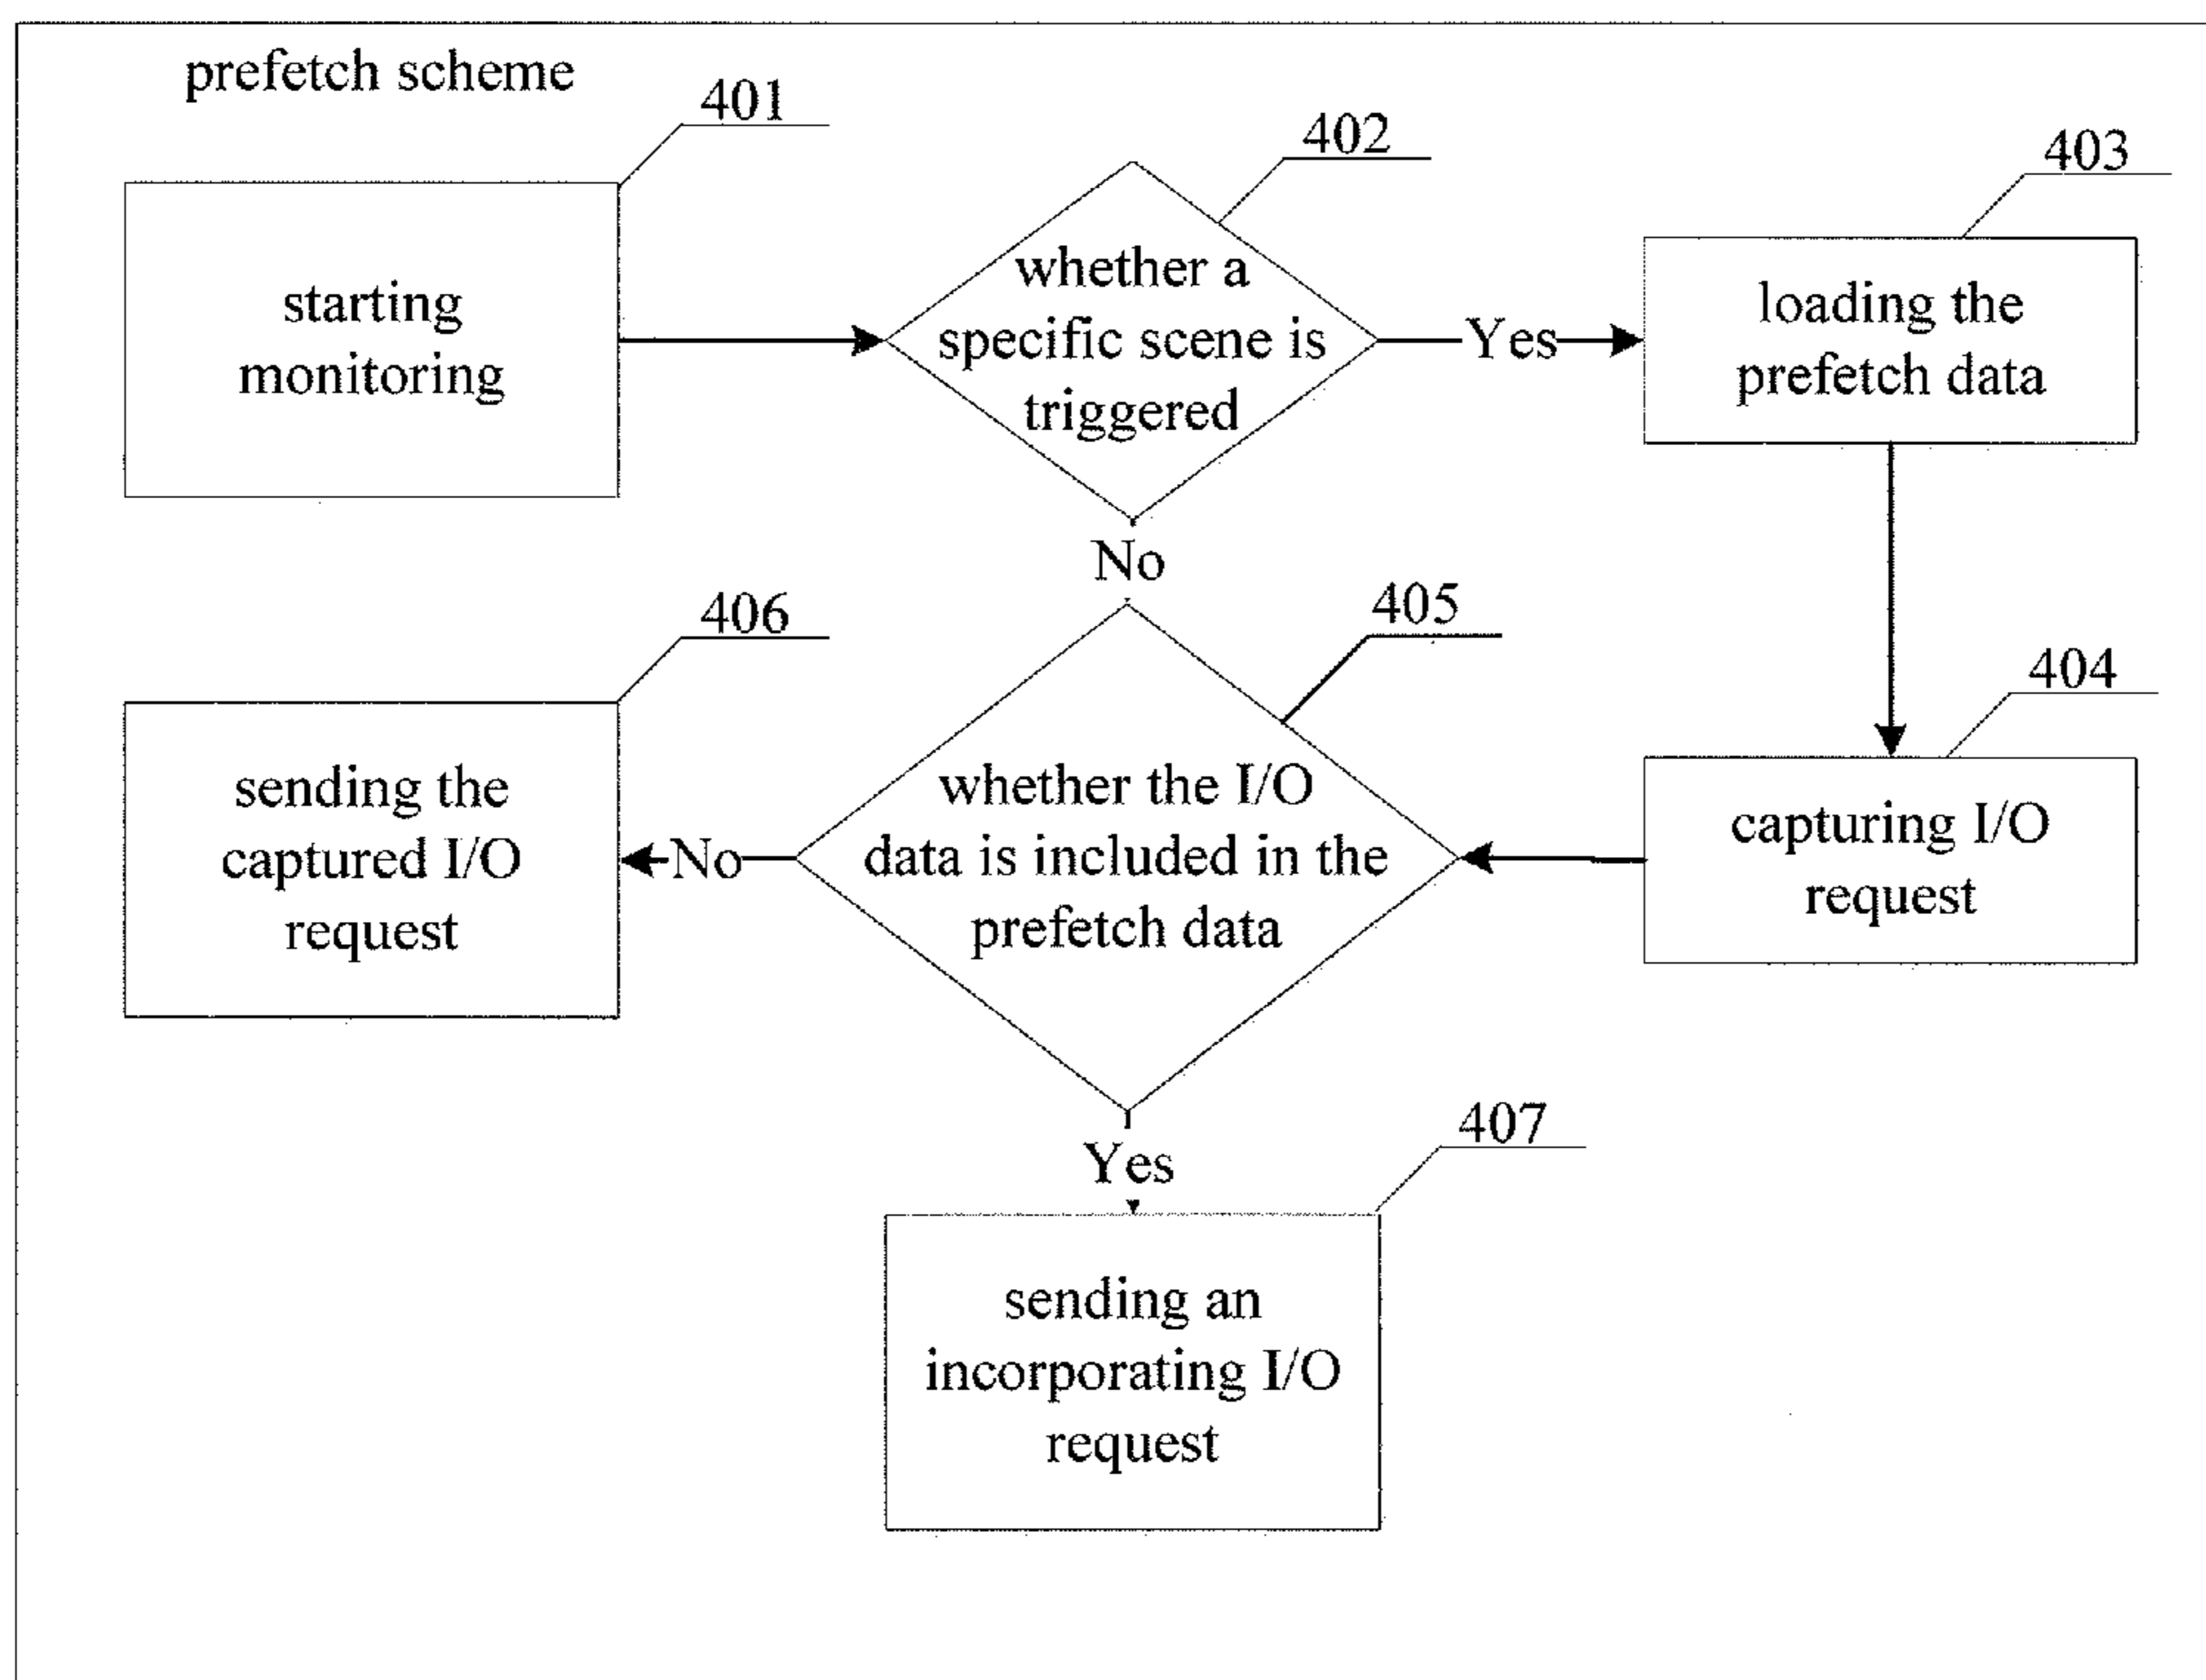 prefetch scheme
401
starting
monitoring
402
whether a
specific scene is
triggered
Yes
403
loading the
prefetch data
No
404
capturing I/O
request
405
whether the I/O
data is included in the
prefetch data
No
406
sending the
captured I/O
request
Yes
407
sending an
incorporating I/O
request